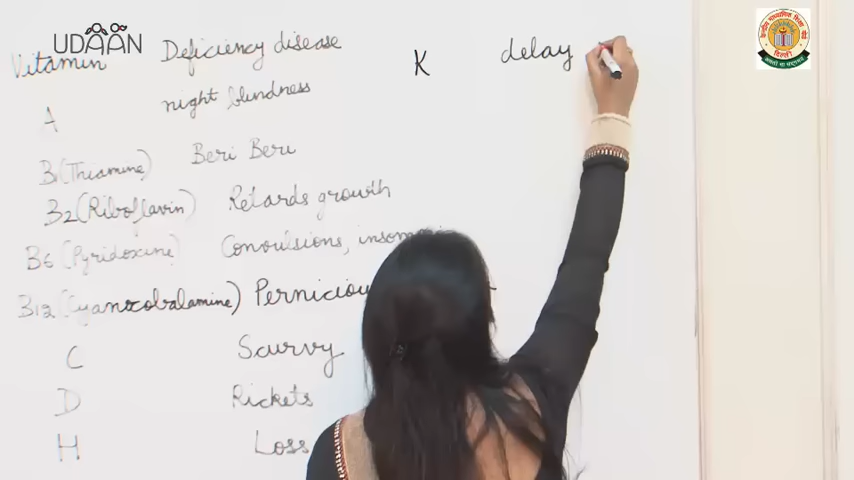 UDAAN
Vitamin Deficiency disease
A night blindness
B1(Thiamine) Beri Beri
B2(Riboflavin) Retards growth
B6(Pyridoxine) Convulsions,
B12(Cyanocobalamine) Pernicious
C Scurvy
D Rickets
H Loss
K delay